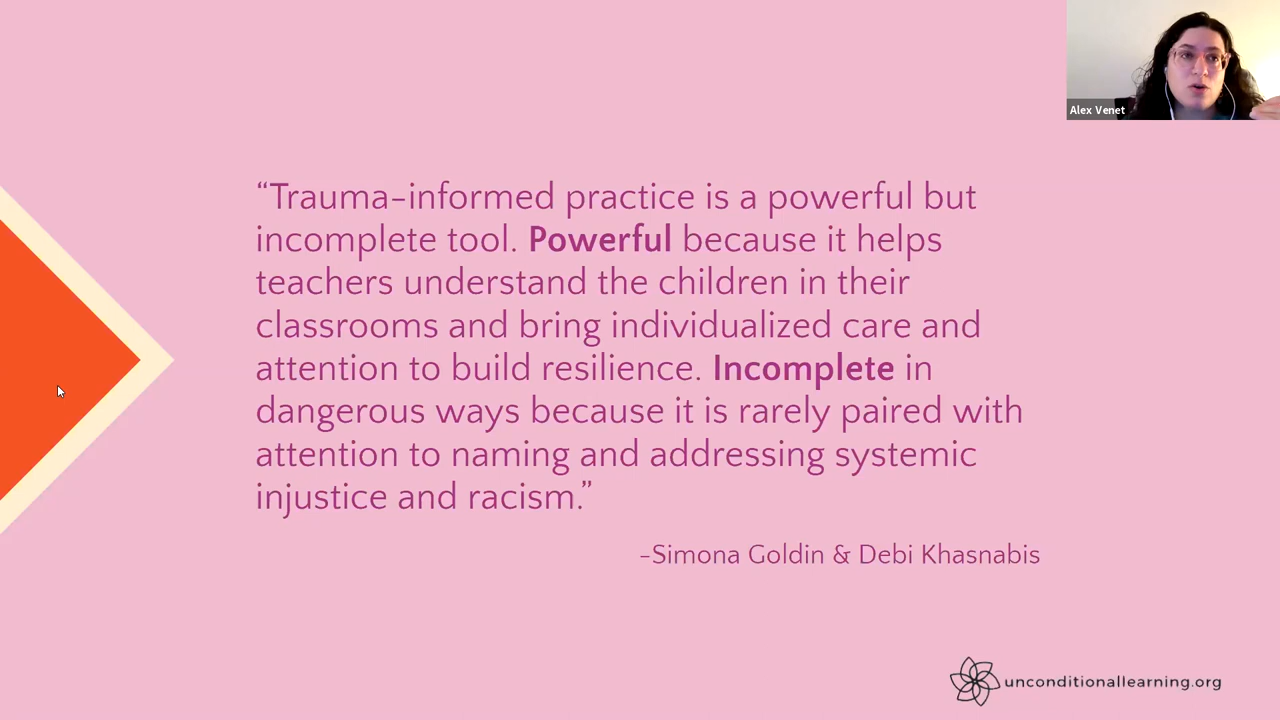 Alex Venet
“Trauma-informed practice is a powerful but
incomplete tool. Powerful because it helps
teachers understand the children in their
classrooms and bring individualized care and
attention to build resilience. Incomplete in
dangerous ways because it is rarely paired with
attention to naming and addressing systemic
injustice and racism.”
-Simona Goldin & Debi Khasnabis
unconditionallearning.org